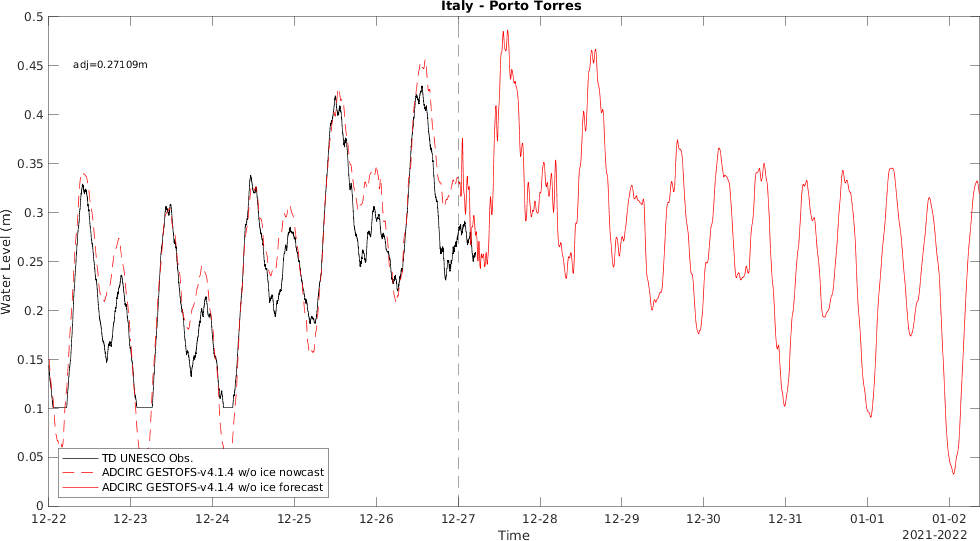 Italy - Porto Torres
adj=0.27109m
Water Level (m)
0.5
0.45
0.4
0.35
0.3
0.25
0.2
0.15
0.1
0.05
0
TD UNESCO Obs.
ADCIRC GESTOFS-v4.1.4 w/o ice nowcast
ADCIRC GESTOFS-v4.1.4 w/o ice forecast
12-22 12-23 12-24 12-25 12-26 12-27 12-28 12-29 12-30 12-31 01-01 01-02
Time
2021-2022